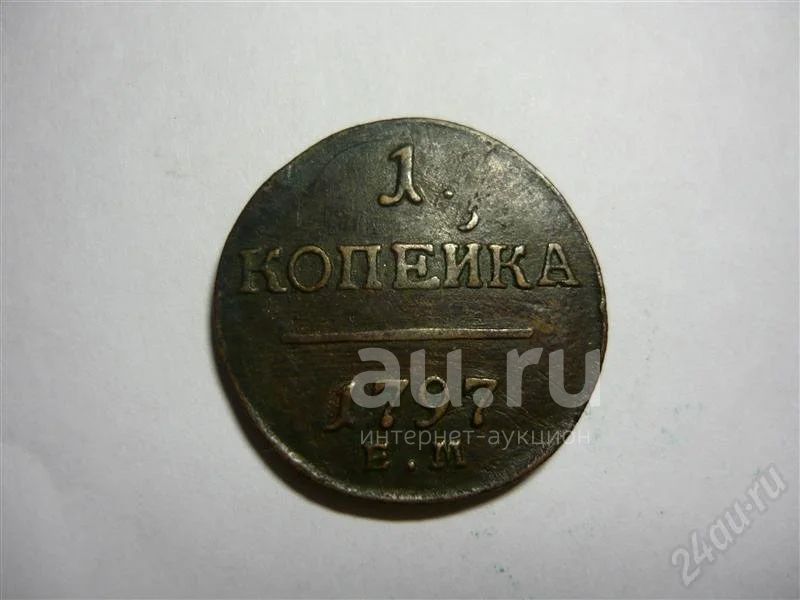 1.
КОПЕЙКА
1797
Е.М
au.ru
интернет-аукцион
24au.ru